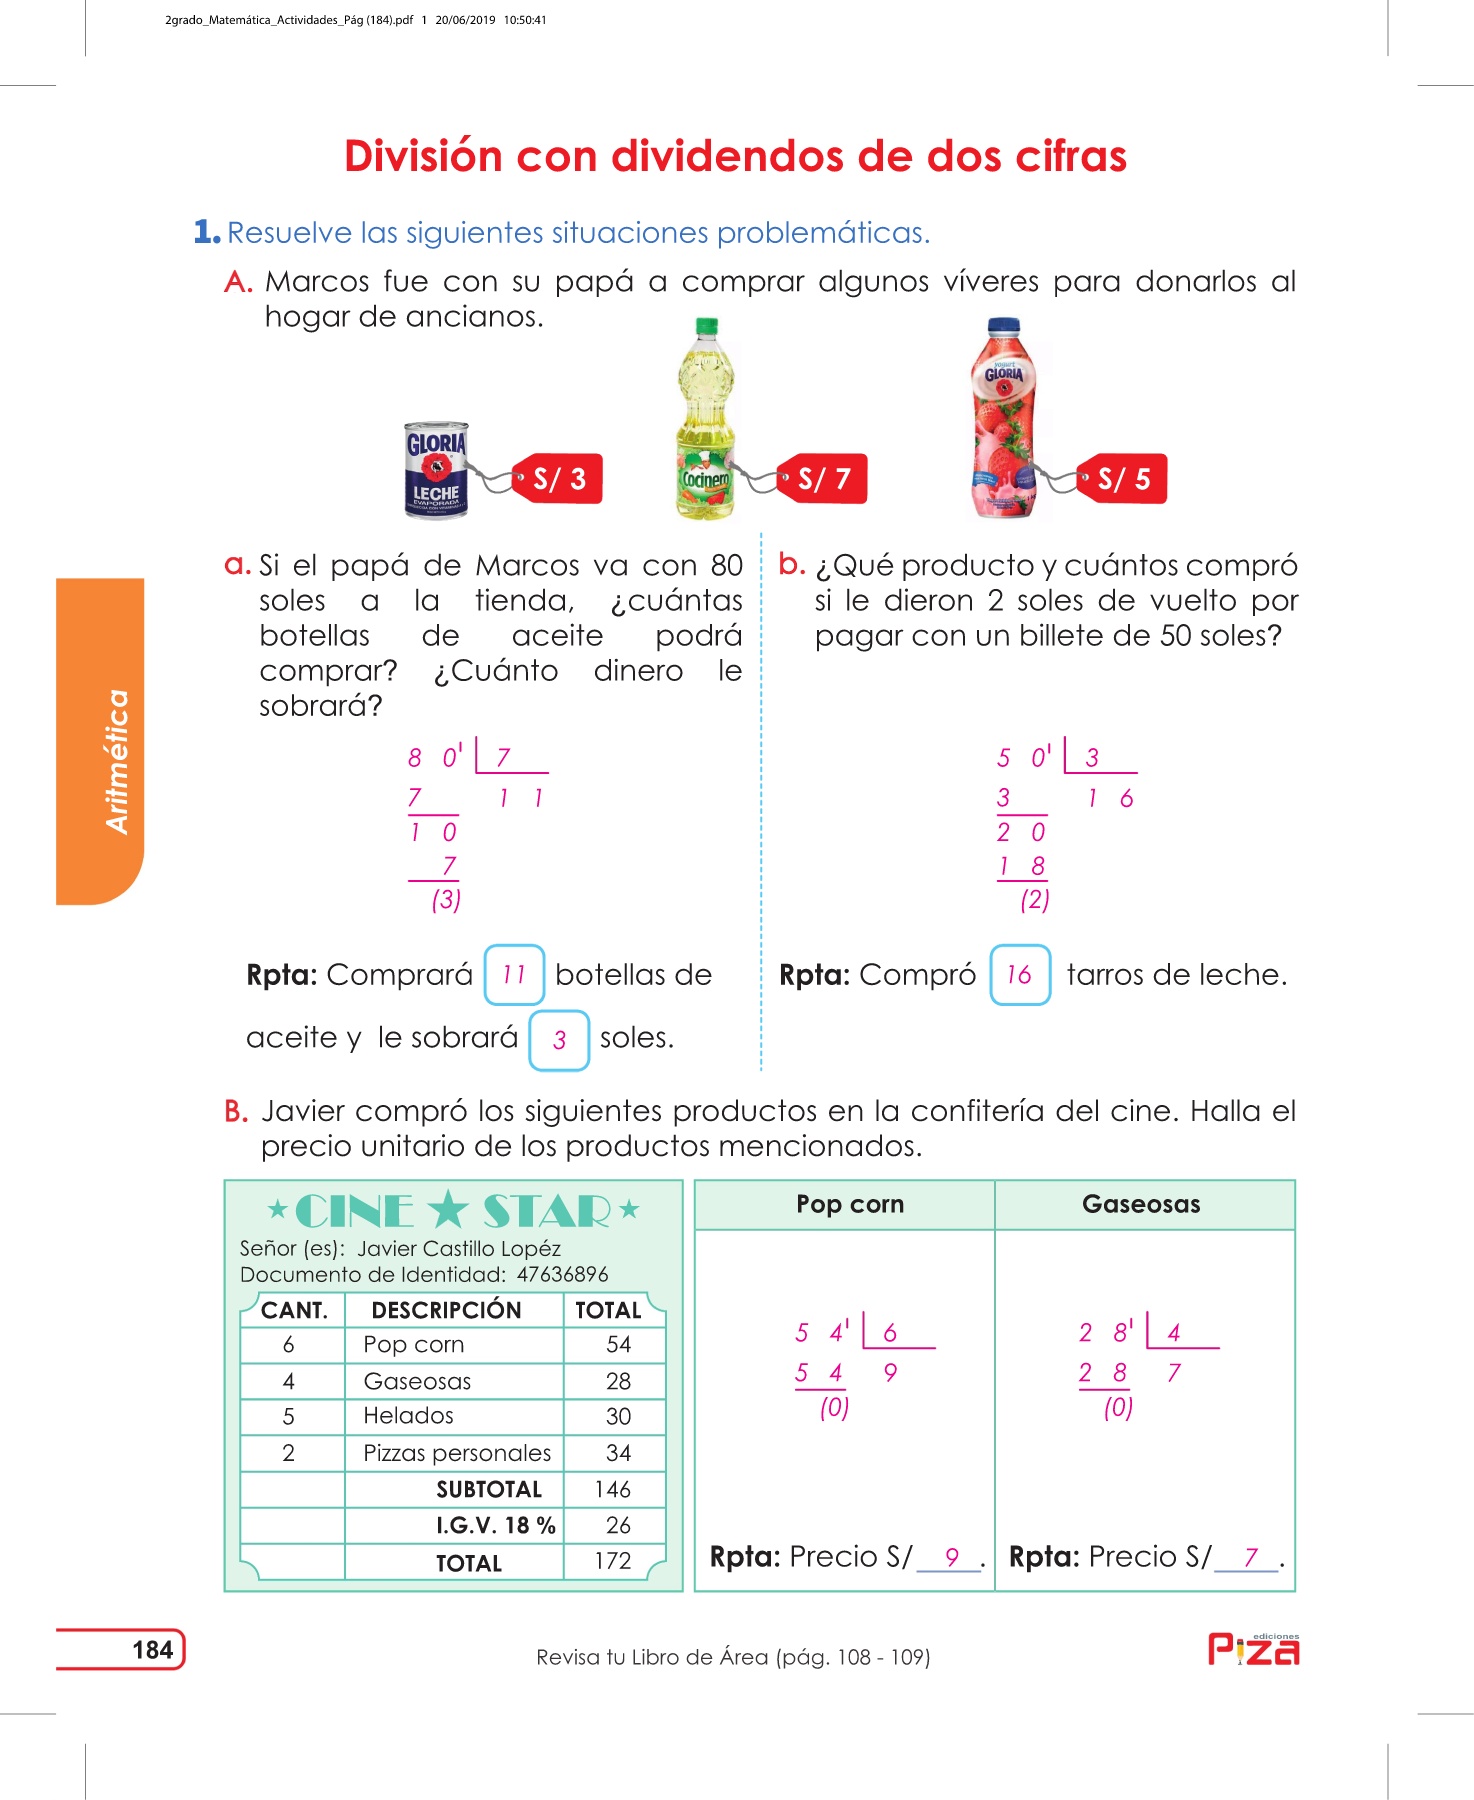 2grado_Matemática_Actividades_Pág (184).pdf 1 20/06/2019 10:50:41
División con dividendos de dos cifras
1. Resuelve las siguientes situaciones problemáticas.
A. Marcos fue con su papá a comprar algunos víveres para donarlos al
hogar de ancianos.
GLORIA
LECHE
EVAPORADA
S/ 3
Cocinero
S/ 7
yogurt
GLORIA
S/ 5
a. Si el papá de Marcos va con 80
soles a la tienda, ¿cuántas
botellas de aceite podrá
comprar? ¿Cuánto dinero le
sobrará?
8 0' 7
7 1 1
1 0
7
(3)
Rpta: Comprará 11 botellas de
aceite y le sobrará 3 soles.
b. ¿Qué producto y cuántos compró
si le dieron 2 soles de vuelto por
pagar con un billete de 50 soles?
5 0' 3
3 1 6
2 0
1 8
(2)
Rpta: Compró 16 tarros de leche.
Aritmética
B. Javier compró los siguientes productos en la confitería del cine. Halla el
precio unitario de los productos mencionados.
CINE STAR
Señor (es): Javier Castillo Lopéz
Documento de Identidad: 47636896
CANT. DESCRIPCIÓN TOTAL
6 Pop corn 54
4 Gaseosas 28
5 Helados 30
2 Pizzas personales 34
SUBTOTAL 146
I.G.V. 18 % 26
TOTAL 172
Pop corn
5 4' 6
5 4 9
(0)
Rpta: Precio S/ 9 .
Gaseosas
2 8' 4
2 8 7
(0)
Rpta: Precio S/ 7 .
184
Revisa tu Libro de Área (pág. 108 - 109)
ediciones
Piza